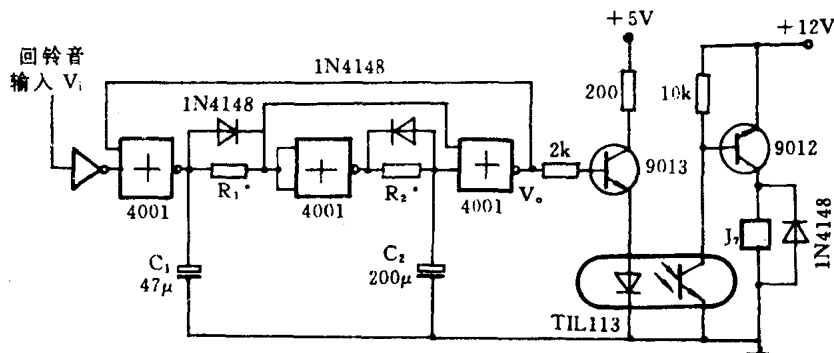 回铃音
输入 Vi
1N4148
1N4148
4001
R1*
4001
R2*
4001
Vo
C1
47μ
C2
200μ
2k
+5V
200
9013
10k
+12V
9012
J7
1N4148
TIL113